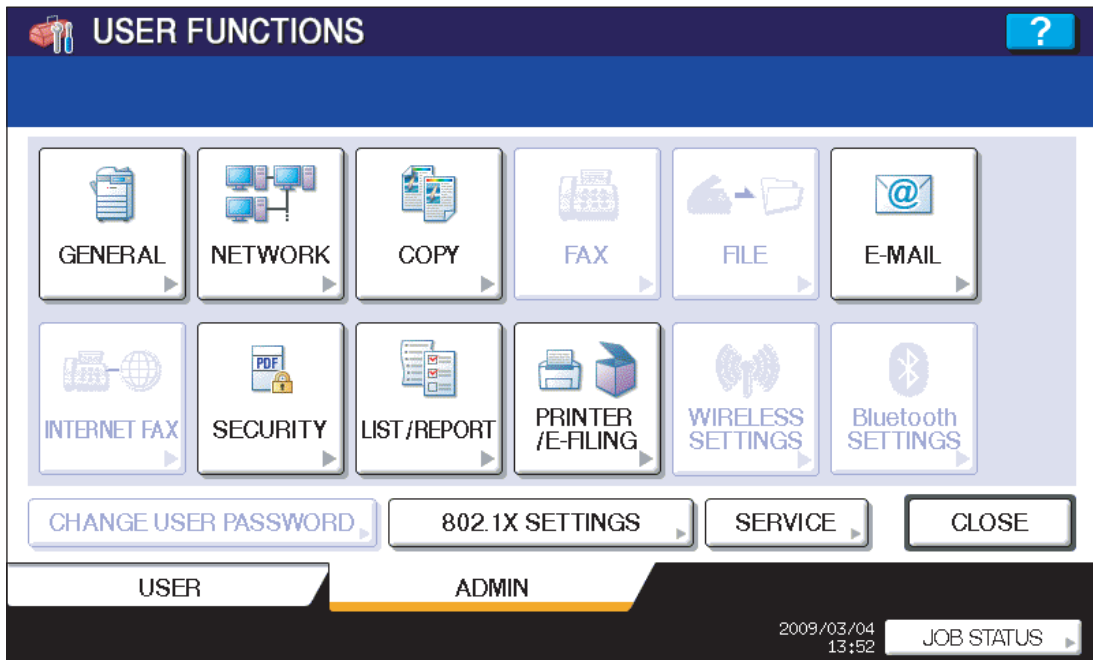 USER FUNCTIONS
?
GENERAL
NETWORK
COPY
FAX
FILE
@
E-MAIL
INTERNET FAX
PDF
SECURITY
LIST/REPORT
PRINTER
/E-FILING
WIRELESS
SETTINGS
Bluetooth
SETTINGS
CHANGE USER PASSWORD
802.1X SETTINGS
SERVICE
CLOSE
USER
ADMIN
2009/03/04
13:52
JOB STATUS